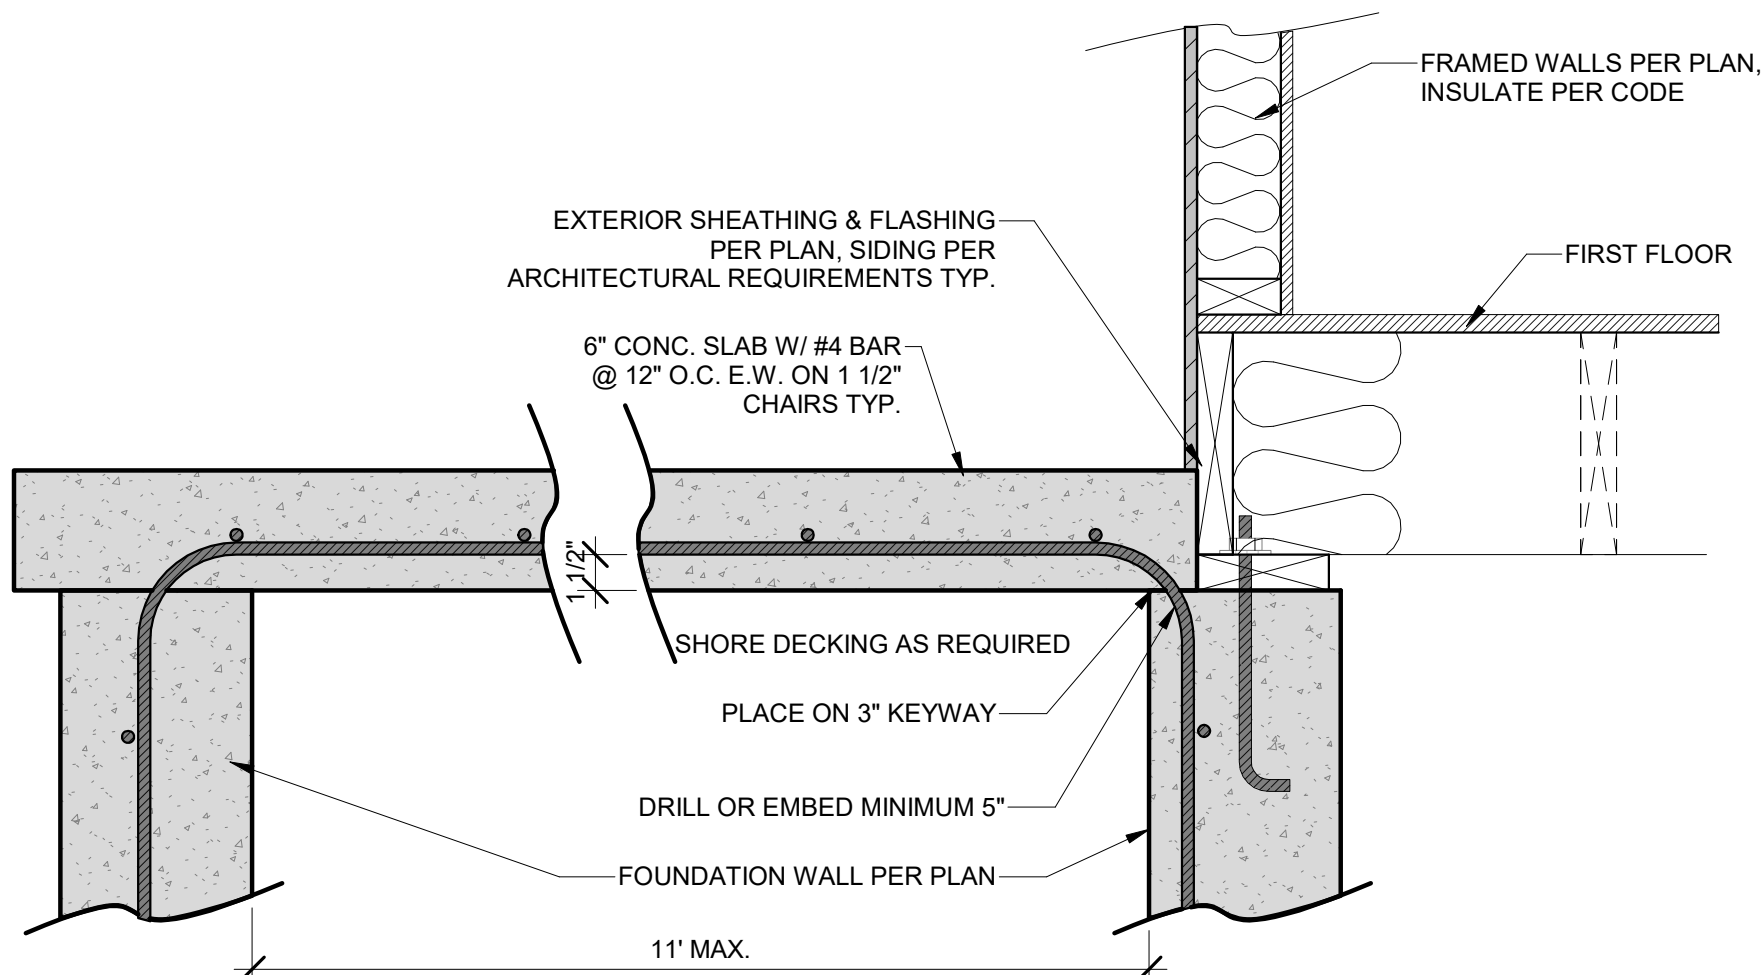 FRAMED WALLS PER PLAN,
INSULATE PER CODE
EXTERIOR SHEATHING & FLASHING
PER PLAN, SIDING PER
ARCHITECTURAL REQUIREMENTS TYP.
FIRST FLOOR
6" CONC. SLAB W/ #4 BAR
@ 12" O.C. E.W. ON 1 1/2"
CHAIRS TYP.
1 1/2"
SHORE DECKING AS REQUIRED
PLACE ON 3" KEYWAY
DRILL OR EMBED MINIMUM 5"
FOUNDATION WALL PER PLAN
11' MAX.